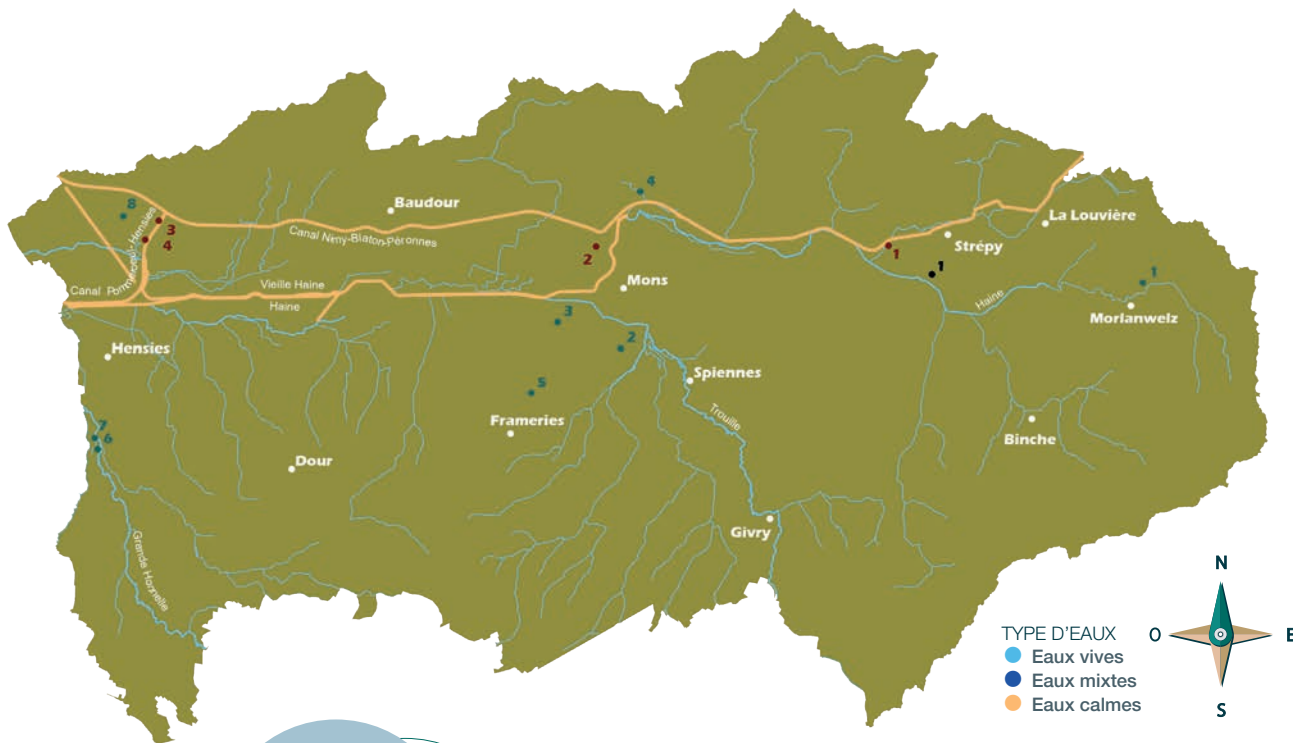 8
4
Baudour
3
4
Canal Pommeroeul-Hensies
Canal Nimy-Blaton-Péronnes
2
1
La Louvière
Strépy
1
1
Vieille Haine
Haine
Mons
Haine
Morlanwelz
3
2
Hensies
5
Spiennes
Trouille
Frameries
Binche
7
6
Dour
Givry
Grande Honnelle
TYPE D'EAUX
Eaux vives
Eaux mixtes
Eaux calmes
N
O
E
S